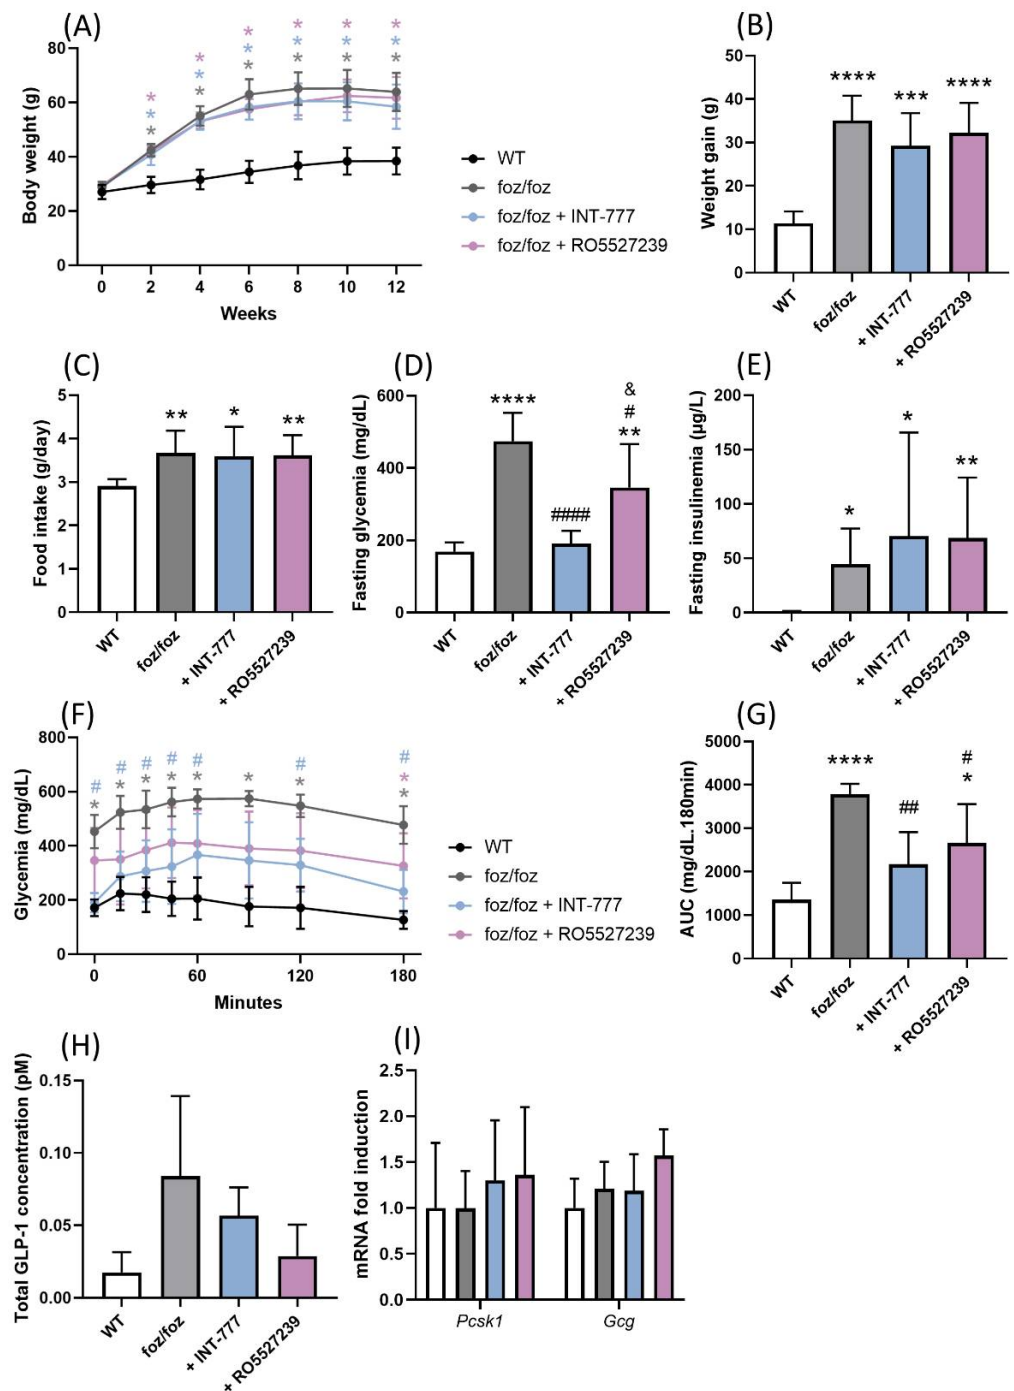 (A)
Body weight (g)
80
60
40
20
0
0 2 4 6 8 10 12
Weeks
* * * * * *
* * * * * *
* * * * * *
WT
foz/foz
foz/foz + INT-777
foz/foz + RO5527239
(B)
Weight gain (g)
50
40
30
20
10
0
**** *** ****
WT foz/foz + INT-777 + RO5527239
(C)
Food intake (g/day)
5
4
3
2
1
0
** * **
WT foz/foz + INT-777 + RO5527239
(D)
Fasting glycemia (mg/dL)
600
400
200
0
****
####
&
#
**
WT foz/foz + INT-777 + RO5527239
(E)
Fasting insulinemia (µg/L)
200
150
100
50
0
* * **
WT foz/foz + INT-777 + RO5527239
(F)
Glycemia (mg/dL)
800
600
400
200
0
# # # # # # #
* * * * * * * *
*
0 60 120 180
Minutes
WT
foz/foz
foz/foz + INT-777
foz/foz + RO5527239
(G)
AUC (mg/dL.180min)
5000
4000
3000
2000
1000
0
****
##
#
*
WT foz/foz + INT-777 + RO5527239
(H)
Total GLP-1 concentration (pM)
0.15
0.10
0.05
0.00
WT foz/foz + INT-777 + RO5527239
(I)
mRNA fold induction
2.5
2.0
1.5
1.0
0.5
0.0
Pcsk1 Gcg